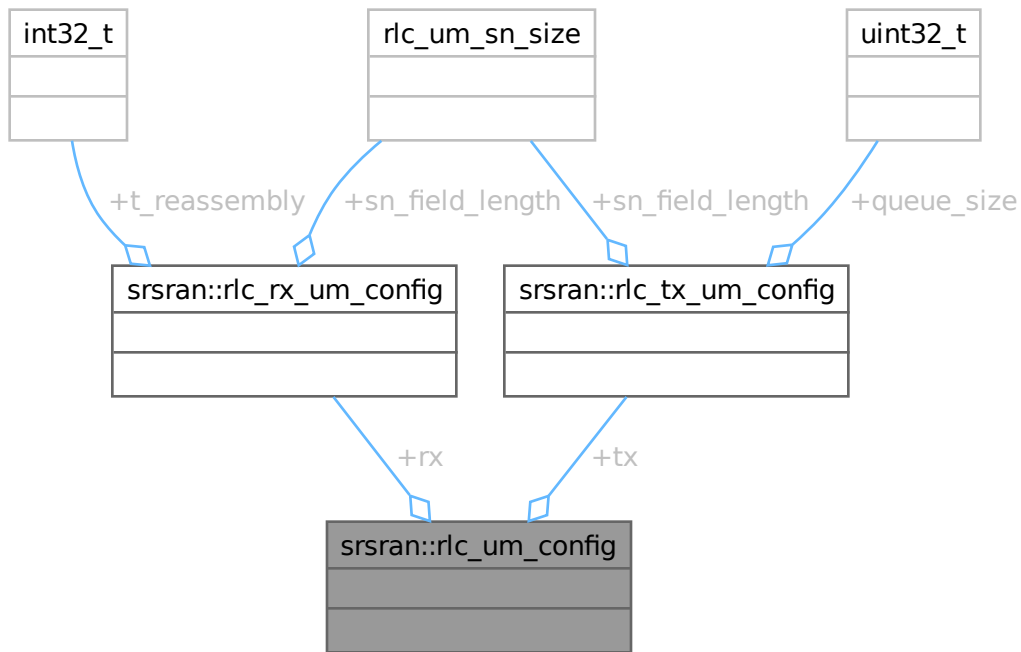 int32_t
rlc_um_sn_size
uint32_t
+t_reassembly
+sn_field_length
+sn_field_length
+queue_size
srsran::rlc_rx_um_config
srsran::rlc_tx_um_config
+rx
+tx
srsran::rlc_um_config